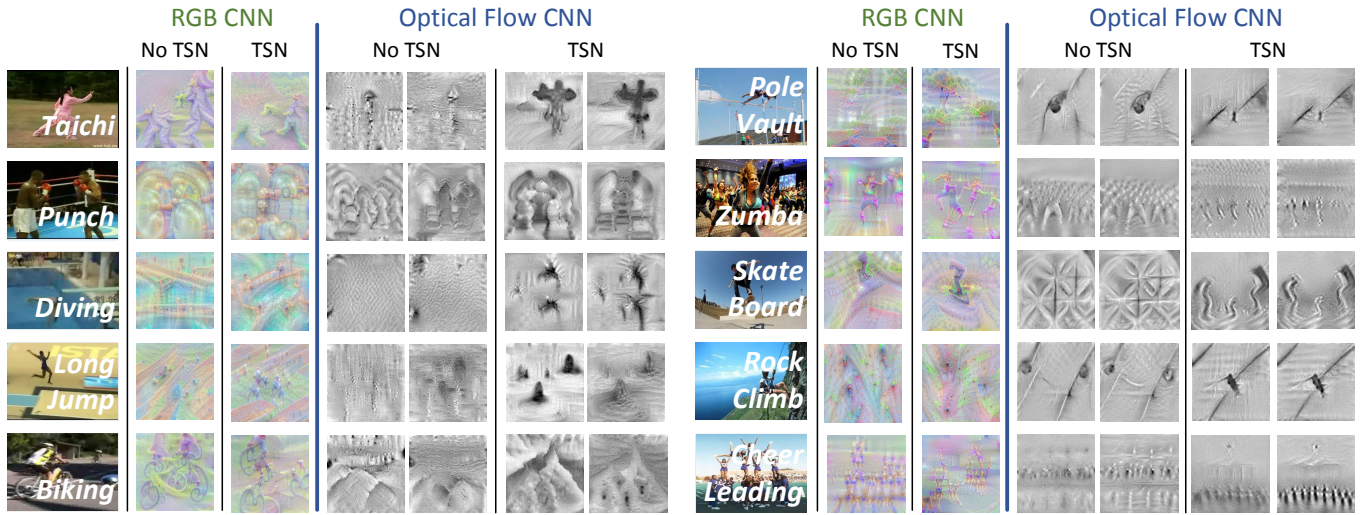 RGB CNN
Optical Flow CNN
No TSN
TSN
No TSN
TSN
Taichi
Punch
Diving
Long
Jump
Biking
RGB CNN
Optical Flow CNN
No TSN
TSN
No TSN
TSN
Pole
Vault
Zumba
Skate
Board
Rock
Climb
Cheer
Leading